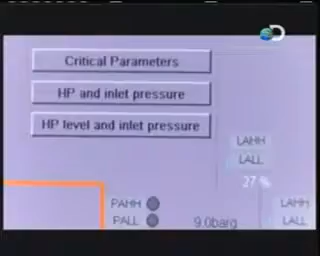 Critical Parameters
HP and inlet pressure
HP level and inlet pressure
LAHH
LALL
27 %
PAHH
PALL
9.0barg
LAHH
LALL